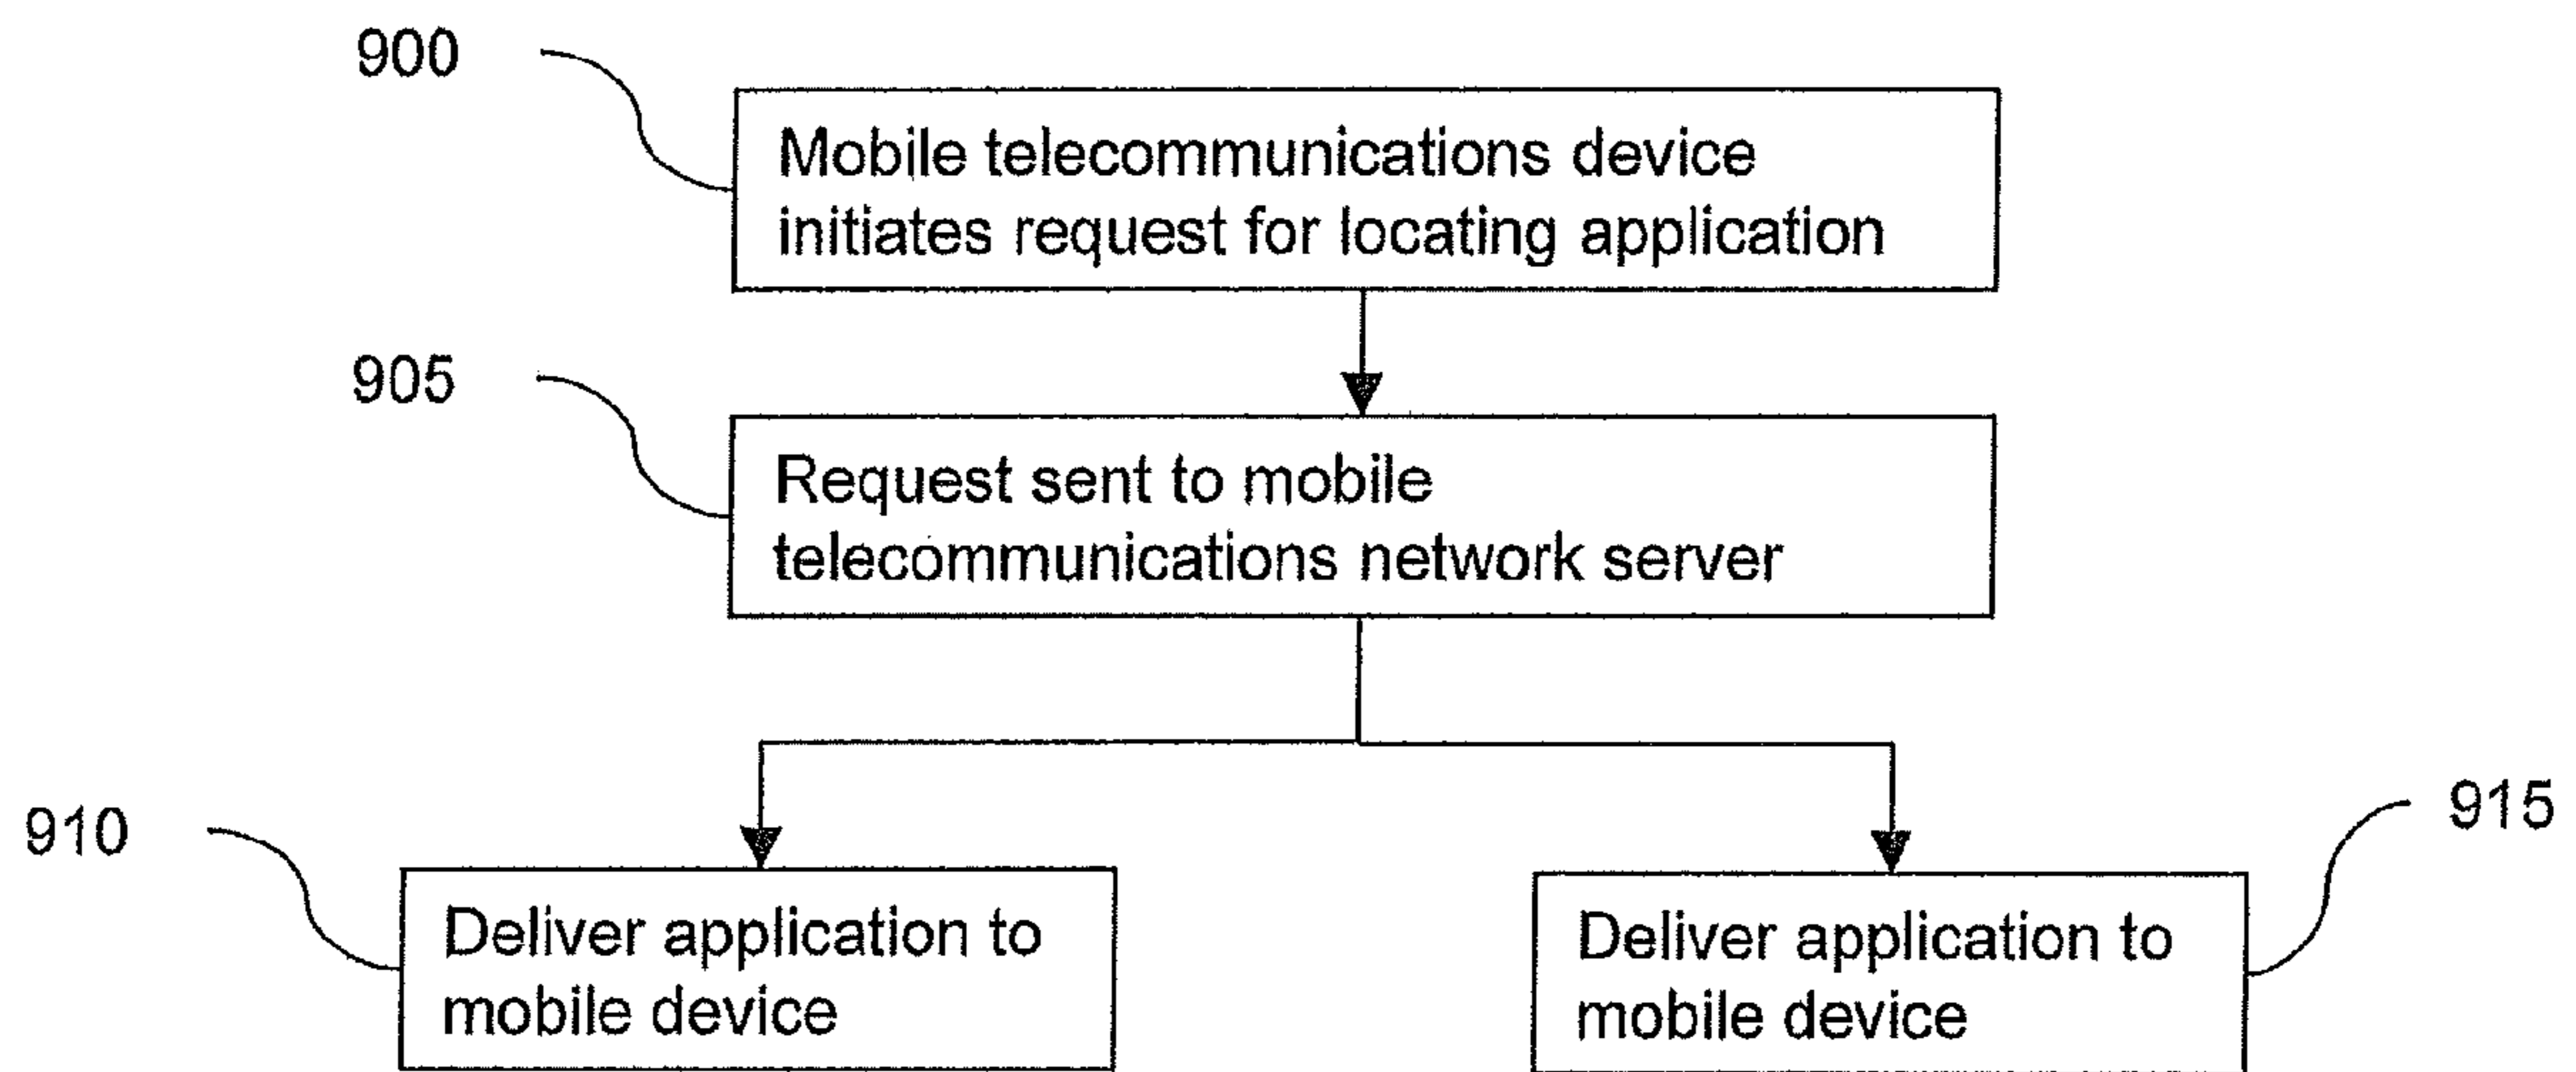 900
Mobile telecommunications device
initiates request for locating application
905
Request sent to mobile
telecommunications network server
910
Deliver application to
mobile device
915
Deliver application to
mobile device